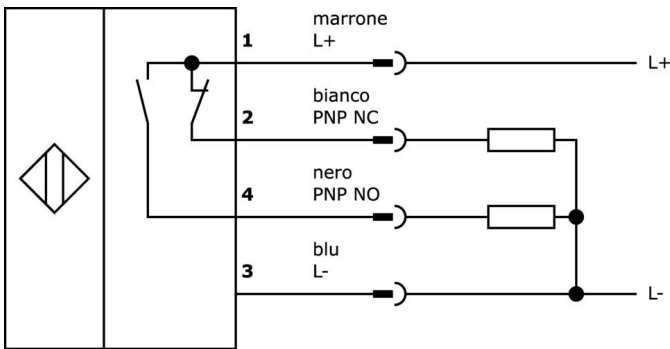 marrone
1 L+ L+
bianco
2 PNP NC
nero
4 PNP NO
blu
3 L- L-